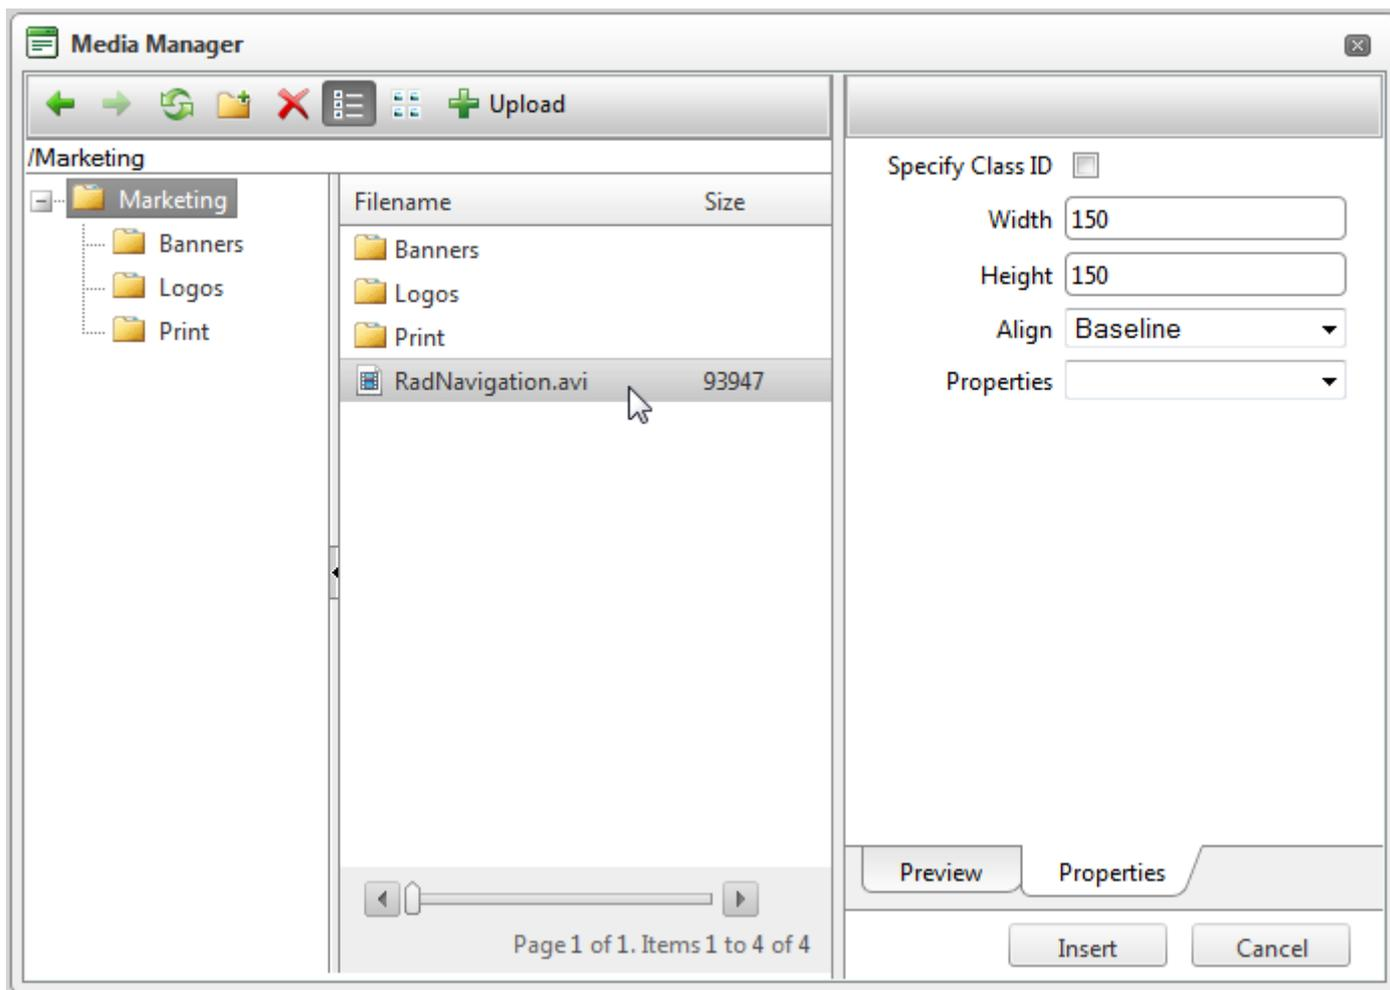 Media Manager
Upload
/Marketing
Marketing
Banners
Logos
Print
Filename Size
Banners
Logos
Print
RadNavigation.avi 93947
Page 1 of 1. Items 1 to 4 of 4
Specify Class ID
Width 150
Height 150
Align Baseline
Properties
Preview Properties
Insert Cancel